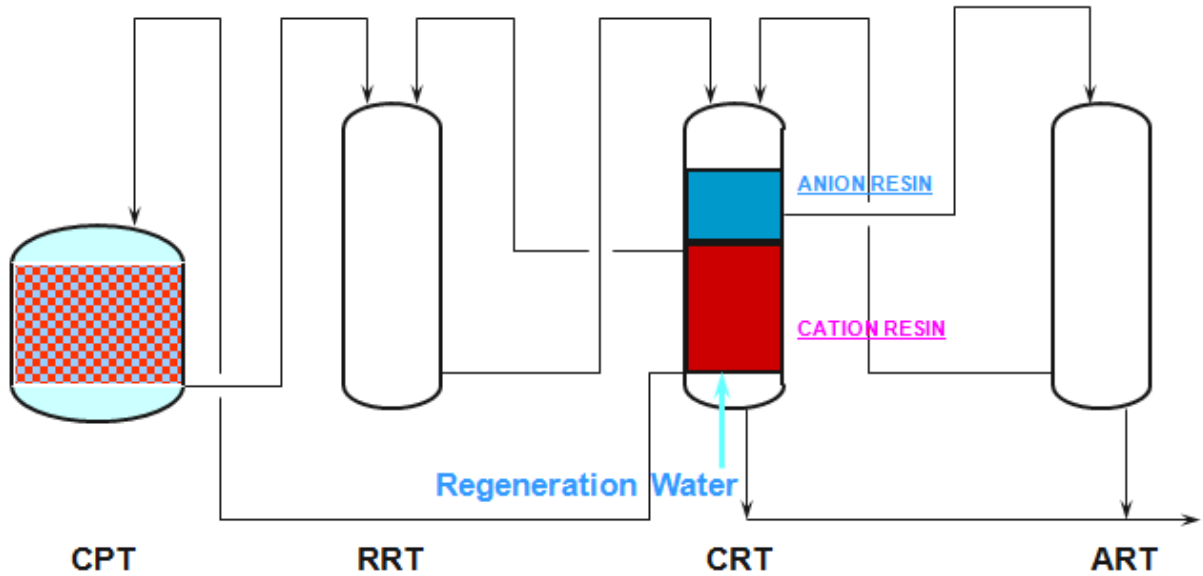 ANION RESIN
CATION RESIN
Regeneration Water
CPT RRT CRT ART